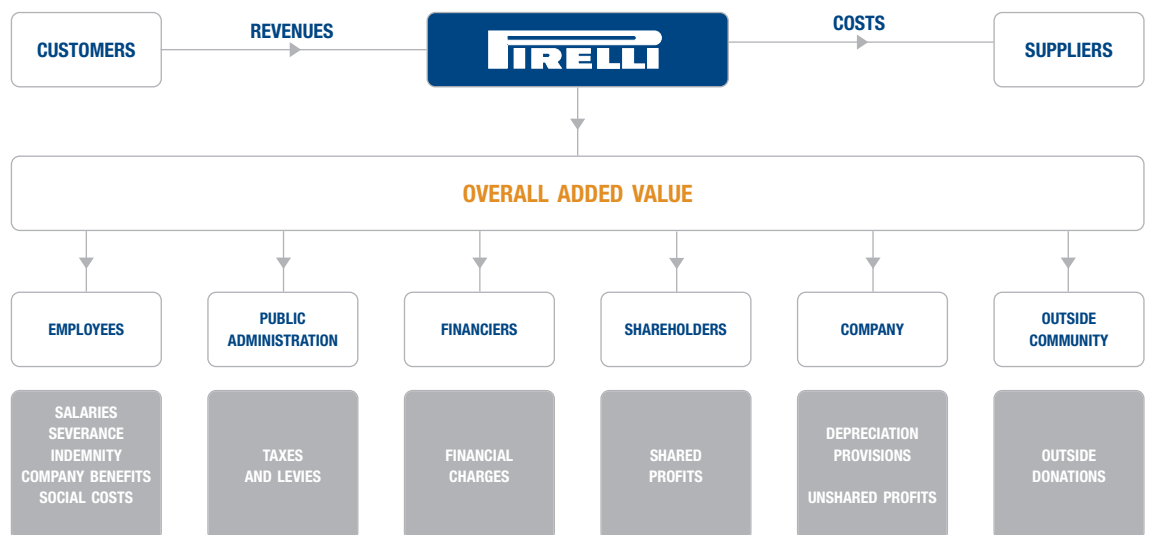 CUSTOMERS
REVENUES
PIRELLI
COSTS
SUPPLIERS
OVERALL ADDED VALUE
EMPLOYEES
PUBLIC
ADMINISTRATION
FINANCIERS
SHAREHOLDERS
COMPANY
OUTSIDE
COMMUNITY
SALARIES
SEVERANCE
INDEMNITY
COMPANY BENEFITS
SOCIAL COSTS
TAXES
AND LEVIES
FINANCIAL
CHARGES
SHARED
PROFITS
DEPRECIATION
PROVISIONS
UNSHARED PROFITS
OUTSIDE
DONATIONS